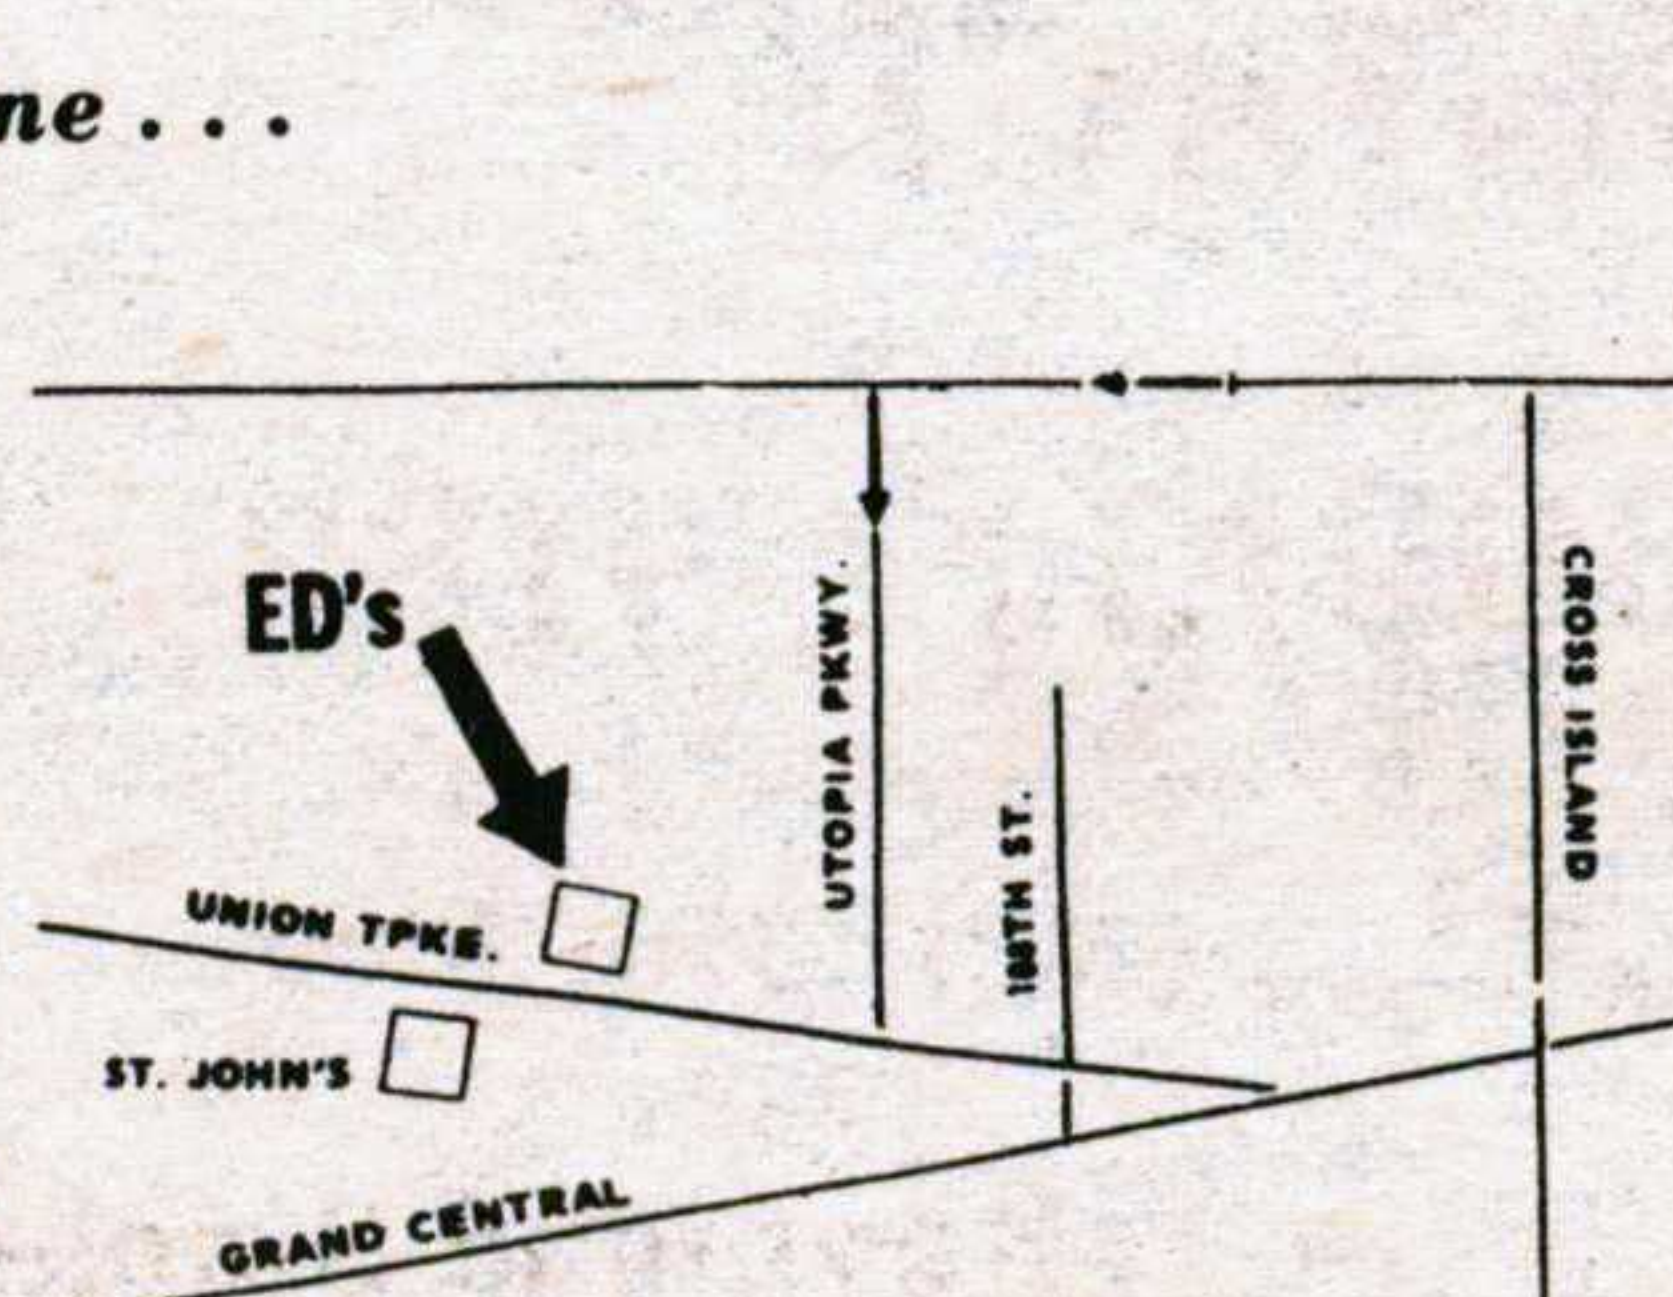 ne...
ED's
UTOPIA PKWY.
CROSS ISLAND
188TH ST.
UNION TPKE.
ST. JOHN'S
GRAND CENTRAL